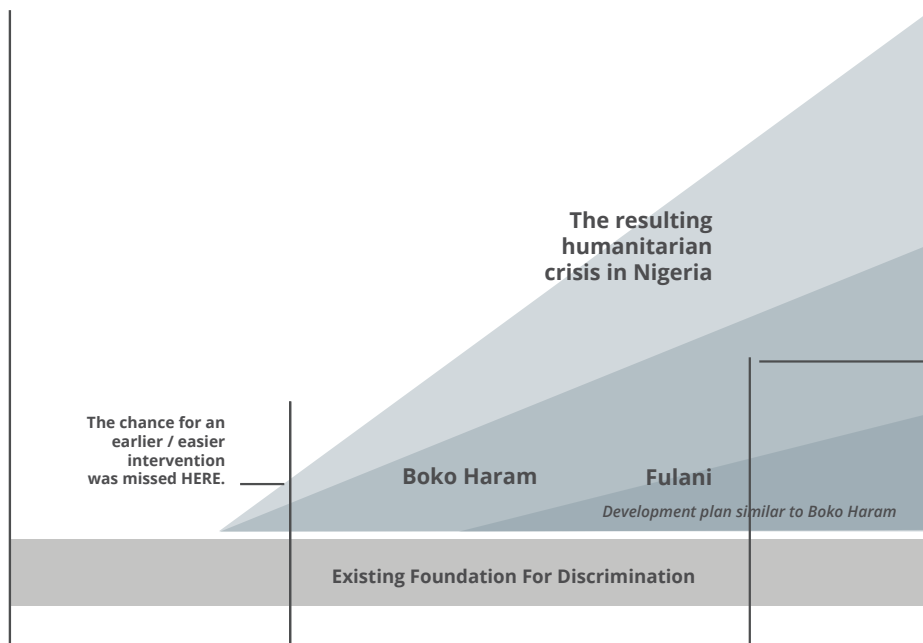 The resulting
humanitarian
crisis in Nigeria
The chance for an
earlier / easier
intervention
was missed HERE.
Boko Haram
Fulani
Development plan similar to Boko Haram
Existing Foundation For Discrimination